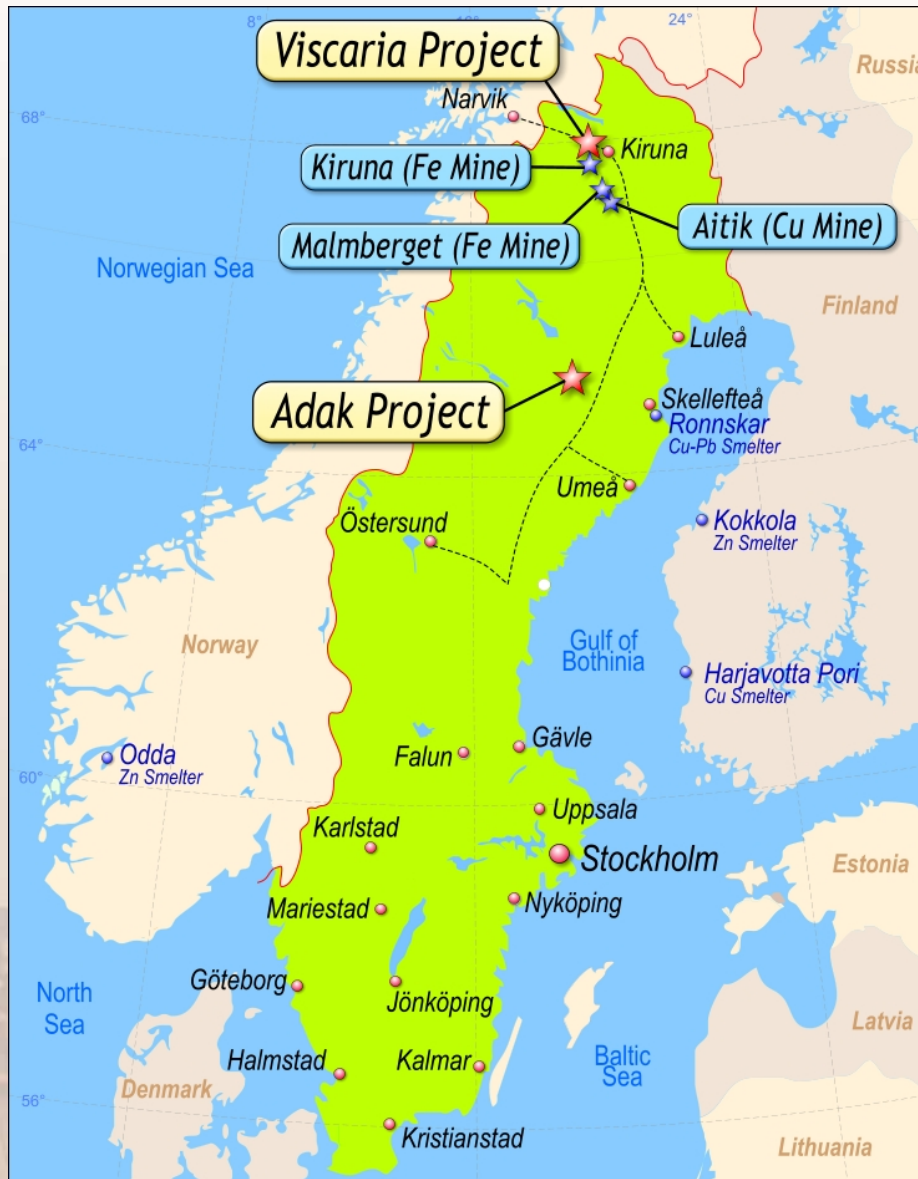 8°
24°
Viscaria Project
Russia
Narvik
68°
Kiruna
Kiruna (Fe Mine)
Aitik (Cu Mine)
Malmberget (Fe Mine)
Norwegian Sea
Finland
Luleå
Adak Project
Skellefteå
Ronnskar
Cu-Pb Smelter
64°
Umeå
Östersund
Kokkola
Zn Smelter
Norway
Gulf of
Bothinia
Harjavotta Pori
Cu Smelter
Odda
Zn Smelter
Falun
Gävle
60°
Uppsala
Karlstad
Stockholm
Estonia
Mariestad
Nyköping
Göteborg
Jönköping
North
Sea
Latvia
Halmstad
Kalmar
Baltic
Sea
Denmark
56°
Kristianstad
Lithuania